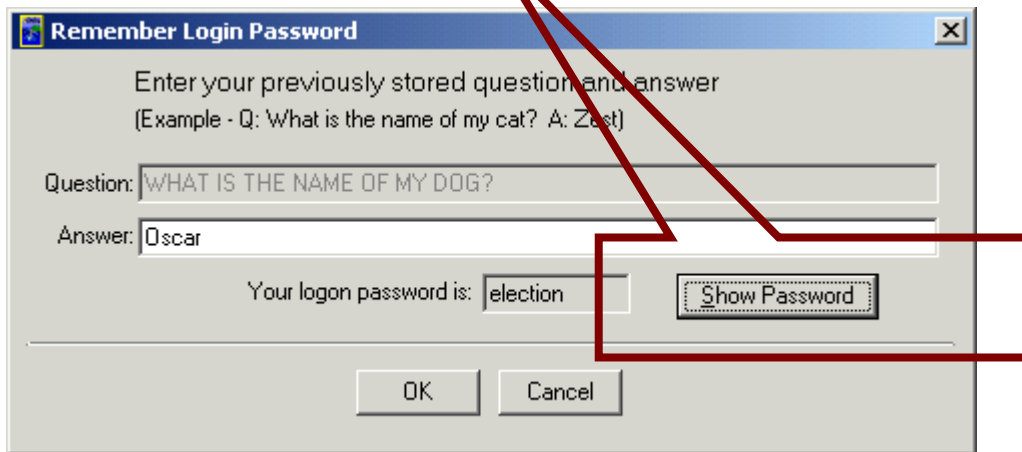 Remember Login Password
Enter your previously stored question and answer
(Example - Q: What is the name of my cat? A: Zest)
Question: WHAT IS THE NAME OF MY DOG?
Answer: Oscar
Your logon password is: election Show Password
OK Cancel